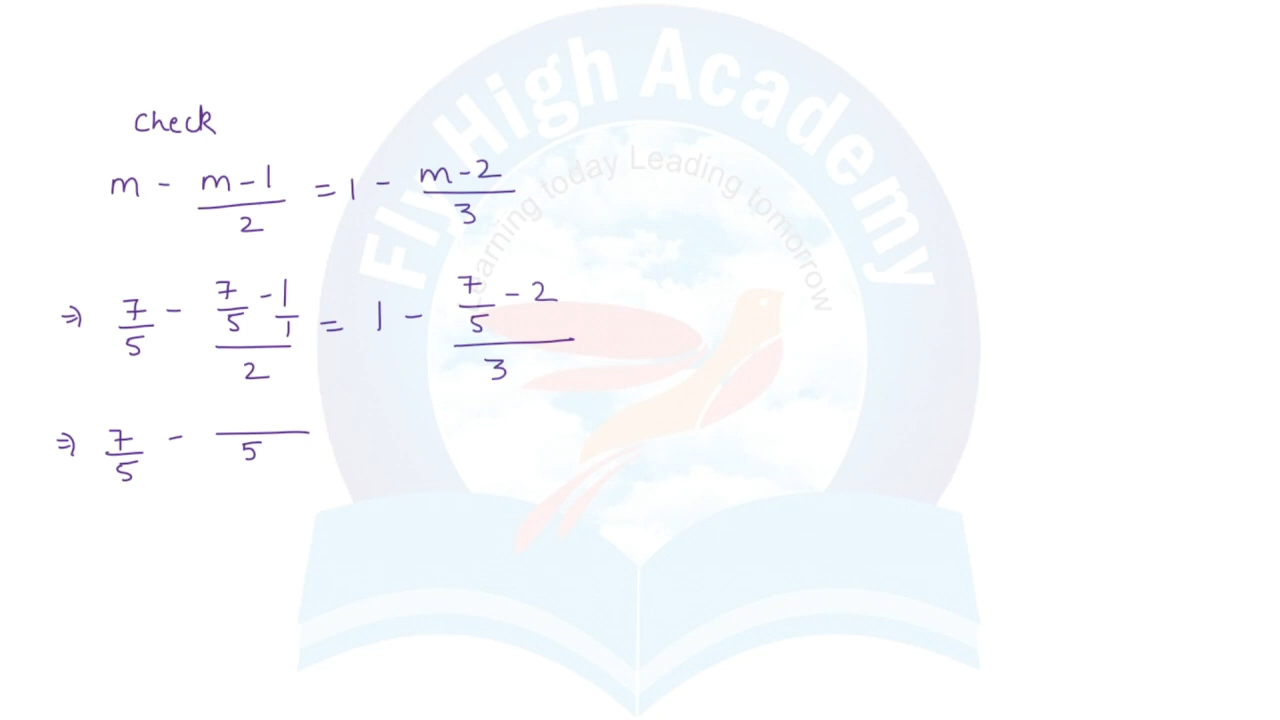 Fly High Academy
Learning today Leading tomorrow
check
m - (m-1)/2 = 1 - (m-2)/3
⇒ 7/5 - (7/5 - 1/1)/2 = 1 - (7/5 - 2)/3
⇒ 7/5 - /5